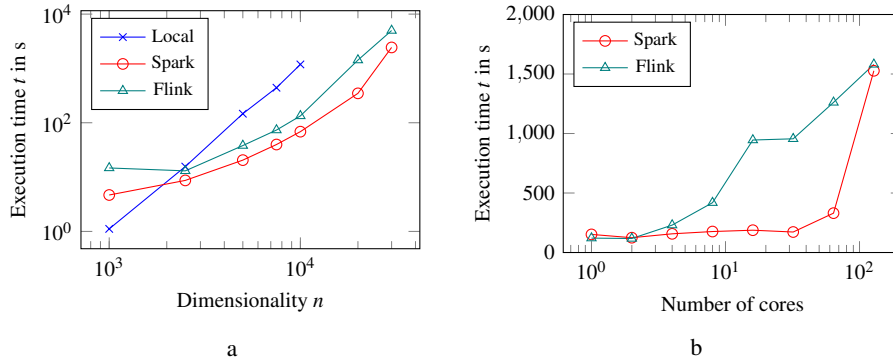 Execution time t in s
10^4
10^2
10^0
Local
Spark
Flink
10^3
10^4
Dimensionality n
a
Execution time t in s
2,000
1,500
1,000
500
0
Spark
Flink
10^0
10^1
10^2
Number of cores
b